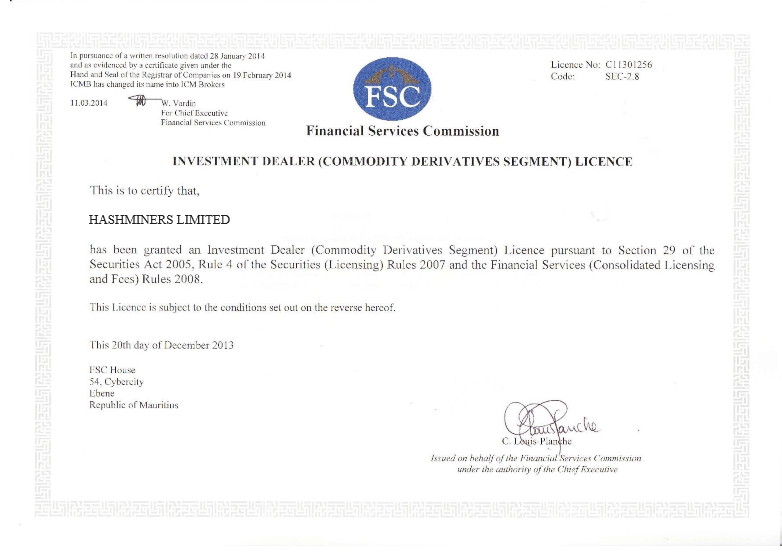 In pursuance of a written resolution dated 28 January 2014
and as evidenced by a certificate given under the
Hand and Seal of the Registrar of Companies on 19 February 2014
ICMB has changed its name into ICM Brokers
11.03.2014
W. Vardin
For Chief Executive
Financial Services Commission
FSC
Licence No: C11301256
Code: SEC-2.8
Financial Services Commission
INVESTMENT DEALER (COMMODITY DERIVATIVES SEGMENT) LICENCE
This is to certify that,
HASHMINERS LIMITED
has been granted an Investment Dealer (Commodity Derivatives Segment) Licence pursuant to Section 29 of the
Securities Act 2005, Rule 4 of the Securities (Licensing) Rules 2007 and the Financial Services (Consolidated Licensing
and Fees) Rules 2008.
This Licence is subject to the conditions set out on the reverse hereof.
This 20th day of December 2013
FSC House
54, Cybercity
Ebene
Republic of Mauritius
C. Louis Planche
Issued on behalf of the Financial Services Commission
under the authority of the Chief Executive